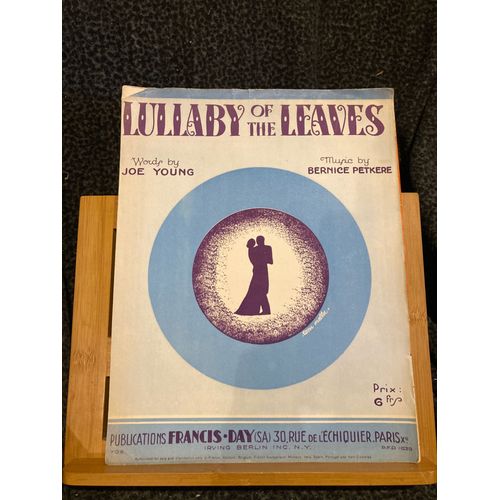 LULLABY OF THE LEAVES
Words by
JOE YOUNG
Music by
BERNICE PETKERE
Prix:
6 frs
PUBLICATIONS FRANCIS-DAY (SA) 30, RUE de L'ECHIQUIER, PARIS Xe
IRVING BERLIN INC. N.Y.